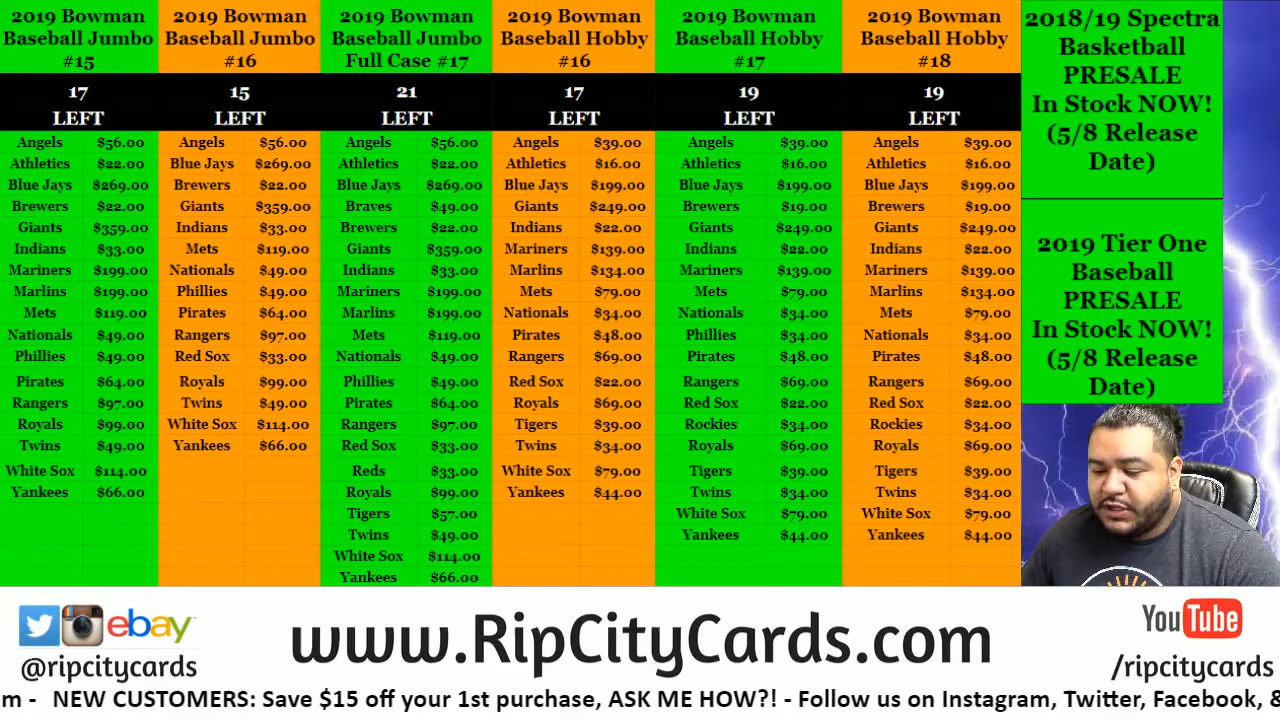 2019 Bowman
Baseball Jumbo
#15
17
LEFT
Angels $56.00
Athletics $22.00
Blue Jays $269.00
Brewers $22.00
Giants $359.00
Indians $33.00
Mariners $199.00
Marlins $199.00
Mets $119.00
Nationals $49.00
Phillies $49.00
Pirates $64.00
Rangers $97.00
Royals $99.00
Twins $49.00
White Sox $114.00
Yankees $66.00
2019 Bowman
Baseball Jumbo
#16
15
LEFT
Angels $56.00
Blue Jays $269.00
Brewers $22.00
Giants $359.00
Indians $33.00
Mets $119.00
Nationals $49.00
Phillies $49.00
Pirates $64.00
Rangers $97.00
Red Sox $33.00
Royals $99.00
Twins $49.00
White Sox $114.00
Yankees $66.00
2019 Bowman
Baseball Jumbo
Full Case #17
21
LEFT
Angels $56.00
Athletics $22.00
Blue Jays $269.00
Braves $49.00
Brewers $22.00
Giants $359.00
Indians $33.00
Mariners $199.00
Marlins $199.00
Mets $119.00
Nationals $49.00
Phillies $49.00
Pirates $64.00
Rangers $97.00
Red Sox $33.00
Reds $33.00
Royals $99.00
Tigers $57.00
Twins $49.00
White Sox $114.00
Yankees $66.00
2019 Bowman
Baseball Hobby
#16
17
LEFT
Angels $39.00
Athletics $16.00
Blue Jays $199.00
Giants $249.00
Indians $22.00
Mariners $139.00
Marlins $134.00
Mets $79.00
Nationals $34.00
Pirates $48.00
Rangers $69.00
Red Sox $22.00
Royals $69.00
Tigers $39.00
Twins $34.00
White Sox $79.00
Yankees $44.00
2019 Bowman
Baseball Hobby
#17
19
LEFT
Angels $39.00
Athletics $16.00
Blue Jays $199.00
Brewers $19.00
Giants $249.00
Indians $22.00
Mariners $139.00
Mets $79.00
Nationals $34.00
Phillies $34.00
Pirates $48.00
Rangers $69.00
Red Sox $22.00
Rockies $34.00
Royals $69.00
Tigers $39.00
Twins $34.00
White Sox $79.00
Yankees $44.00
2019 Bowman
Baseball Hobby
#18
19
LEFT
Angels $39.00
Athletics $16.00
Blue Jays $199.00
Brewers $19.00
Giants $249.00
Indians $22.00
Mariners $139.00
Marlins $134.00
Mets $79.00
Nationals $34.00
Pirates $48.00
Rangers $69.00
Red Sox $22.00
Rockies $34.00
Royals $69.00
Tigers $39.00
Twins $34.00
White Sox $79.00
Yankees $44.00
2018/19 Spectra
Basketball
PRESALE
In Stock NOW!
(5/8 Release
Date)
2019 Tier One
Baseball
PRESALE
In Stock NOW!
(5/8 Release
Date)
ebay
@ripcitycards
www.RipCityCards.com
YouTube
/ripcitycards
m - NEW CUSTOMERS: Save $15 off your 1st purchase, ASK ME HOW?! - Follow us on Instagram, Twitter, Facebook, &